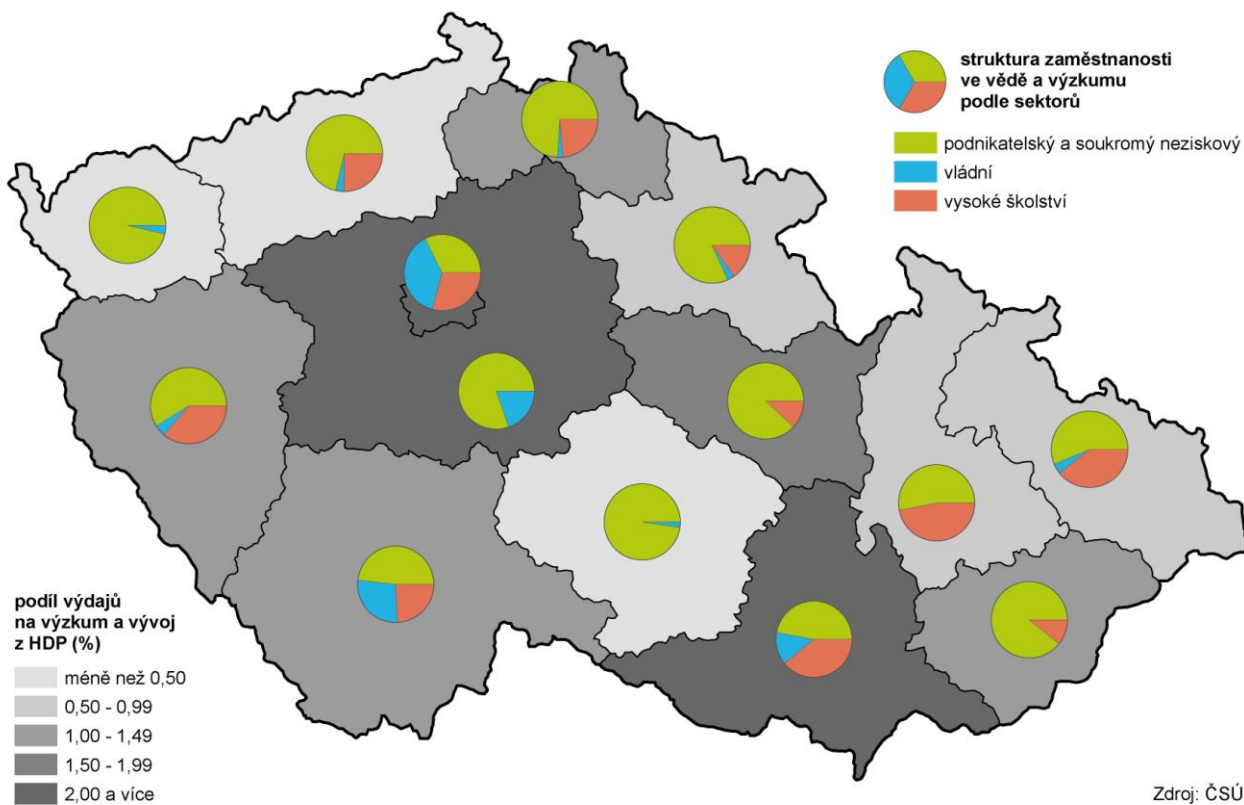 struktura zaměstnanosti
ve vědě a výzkumu
podle sektorů
podnikatelský a soukromý neziskový
vládní
vysoké školství
podíl výdajů
na výzkum a vývoj
z HDP (%)
méně než 0,50
0,50 - 0,99
1,00 - 1,49
1,50 - 1,99
2,00 a více
Zdroj: ČSÚ